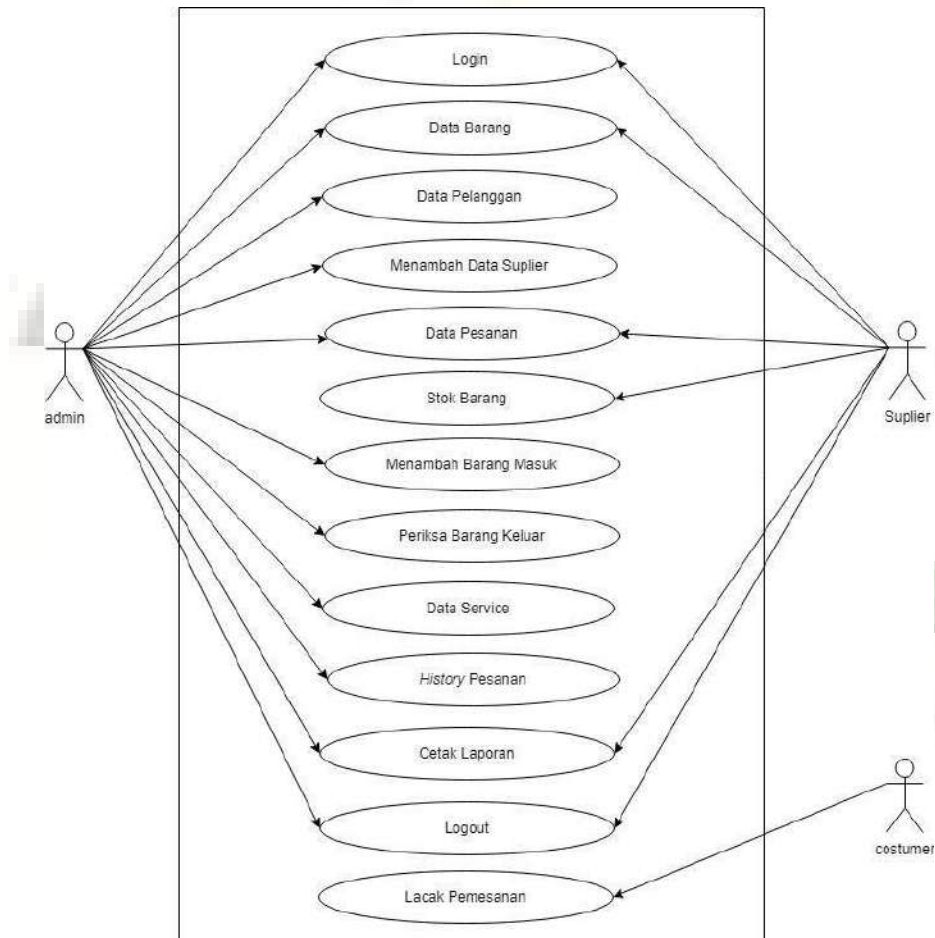 Login
Data Barang
Data Pelanggan
Menambah Data Suplier
Data Pesanan
admin
Suplier
Stok Barang
Menambah Barang Masuk
Periksa Barang Keluar
Data Service
History Pesanan
Cetak Laporan
Logout
costumer
Lacak Pemesanan